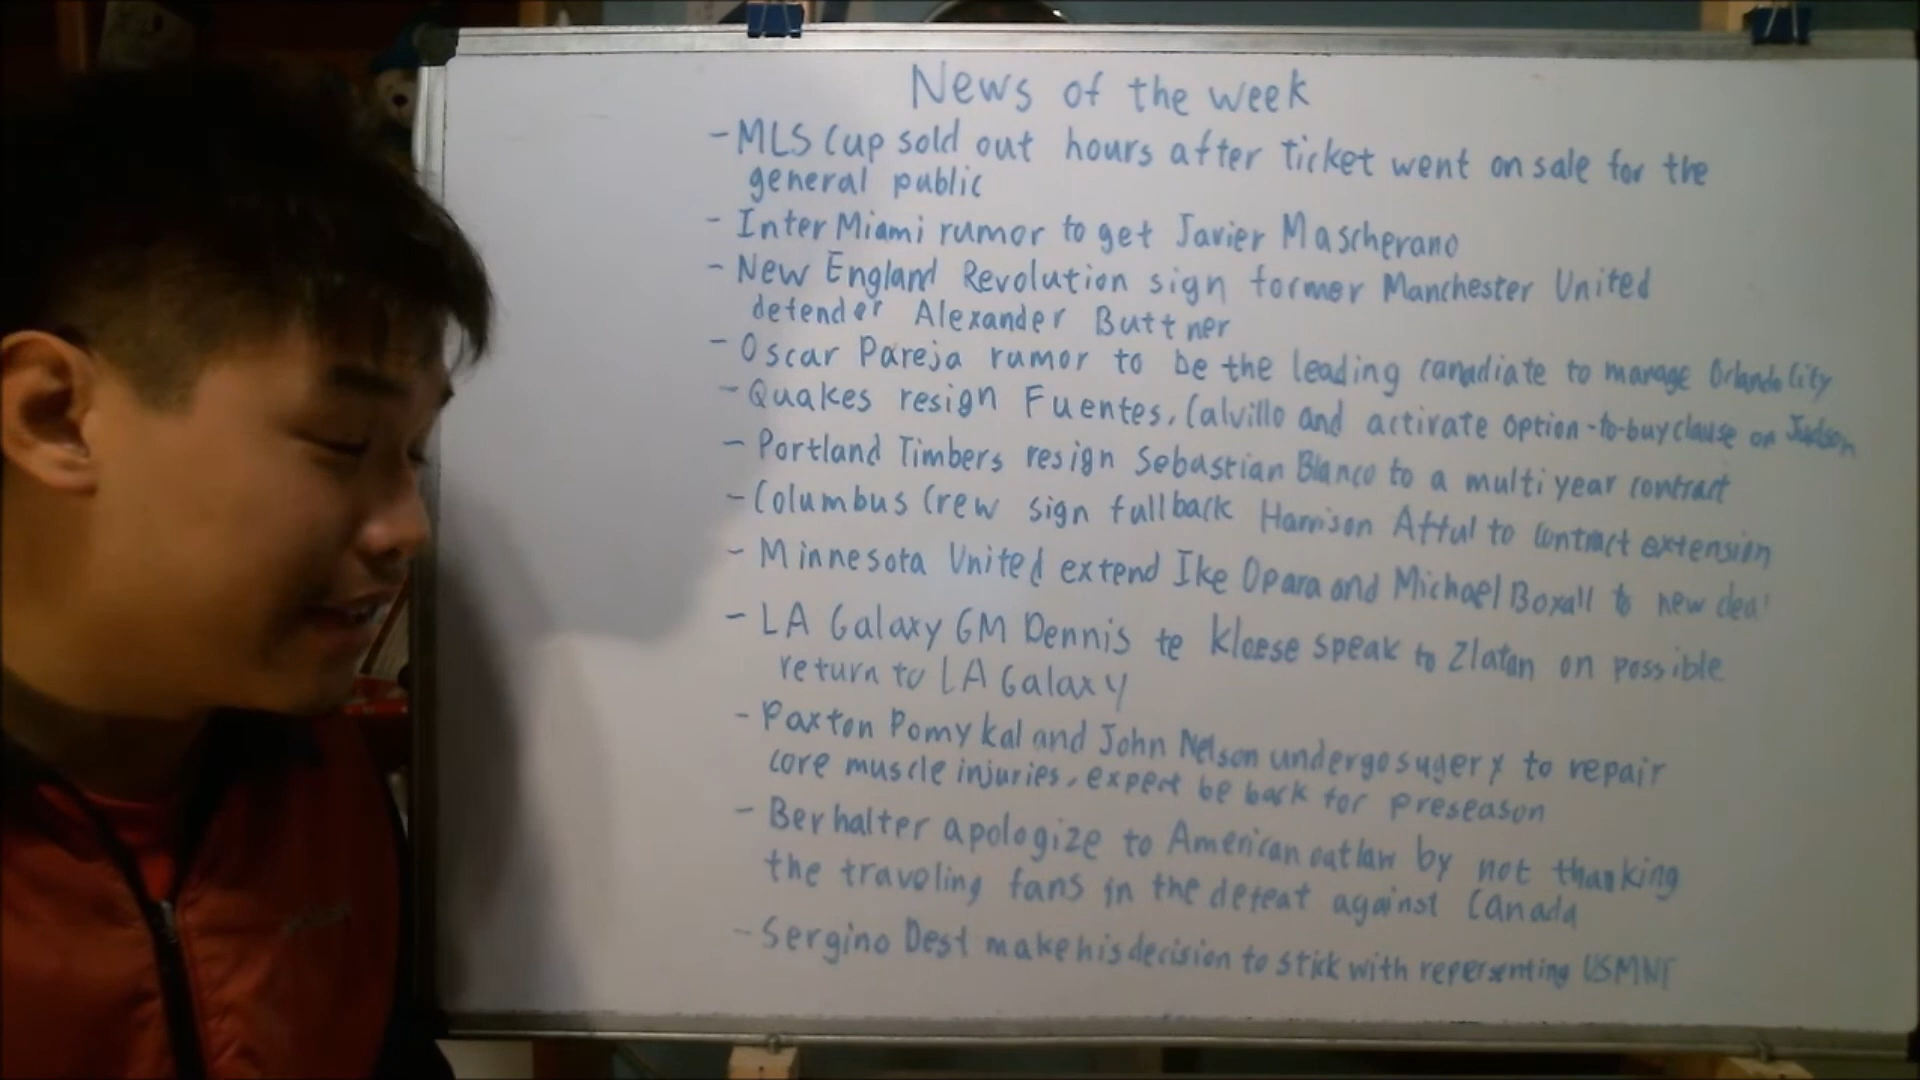 News of the week
- MLS Cup sold out hours after ticket went on sale for the
general public
- Inter Miami rumor to get Javier Mascherano
- New England Revolution sign former Manchester United
defender Alexander Buttner
- Oscar Pareja rumor to be the leading canadiate to manage Orlando City
- Quakes resign Fuentes, Calvillo and activate option-to-buy clause on Judson
- Portland Timbers resign Sebastian Blanco to a multi year contract
- Columbus Crew sign fullback Harrison Afful to contract extension
- Minnesota United extend Ike Opara and Michael Boxall to new deal
- LA Galaxy GM Dennis te Kloese speak to Zlatan on possible
return to LA Galaxy
- Paxton Pomykal and John Nelson undergo sugery to repair
core muscle injuries, expect be back for preseason
- Berhalter apologize to American outlaw by not thanking
the traveling fans in the defeat against Canada
- Sergino Dest make his decision to stick with repersenting USMNT